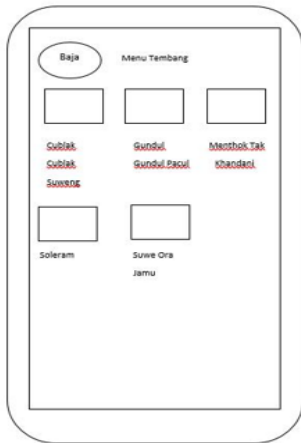 Baja Menu Tembang
Cublak Gundul Menthok Tak
Cublak Gundul Pacul Khandani
Suweng
Soleram Suwe Ora
Jamu